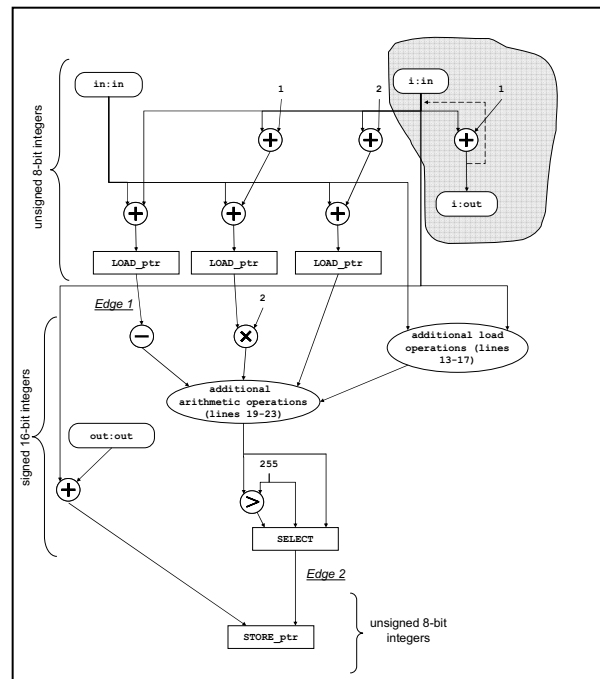 in:in
i:in
1
2
1
+
+
+
i:out
unsigned 8-bit integers
+
+
+
LOAD_ptr
LOAD_ptr
LOAD_ptr
Edge 1
2
−
×
additional load
operations (lines
13-17)
additional
arithmetic operations
(lines 19-23)
signed 16-bit integers
out:out
255
+
>
SELECT
Edge 2
unsigned 8-bit
integers
STORE_ptr